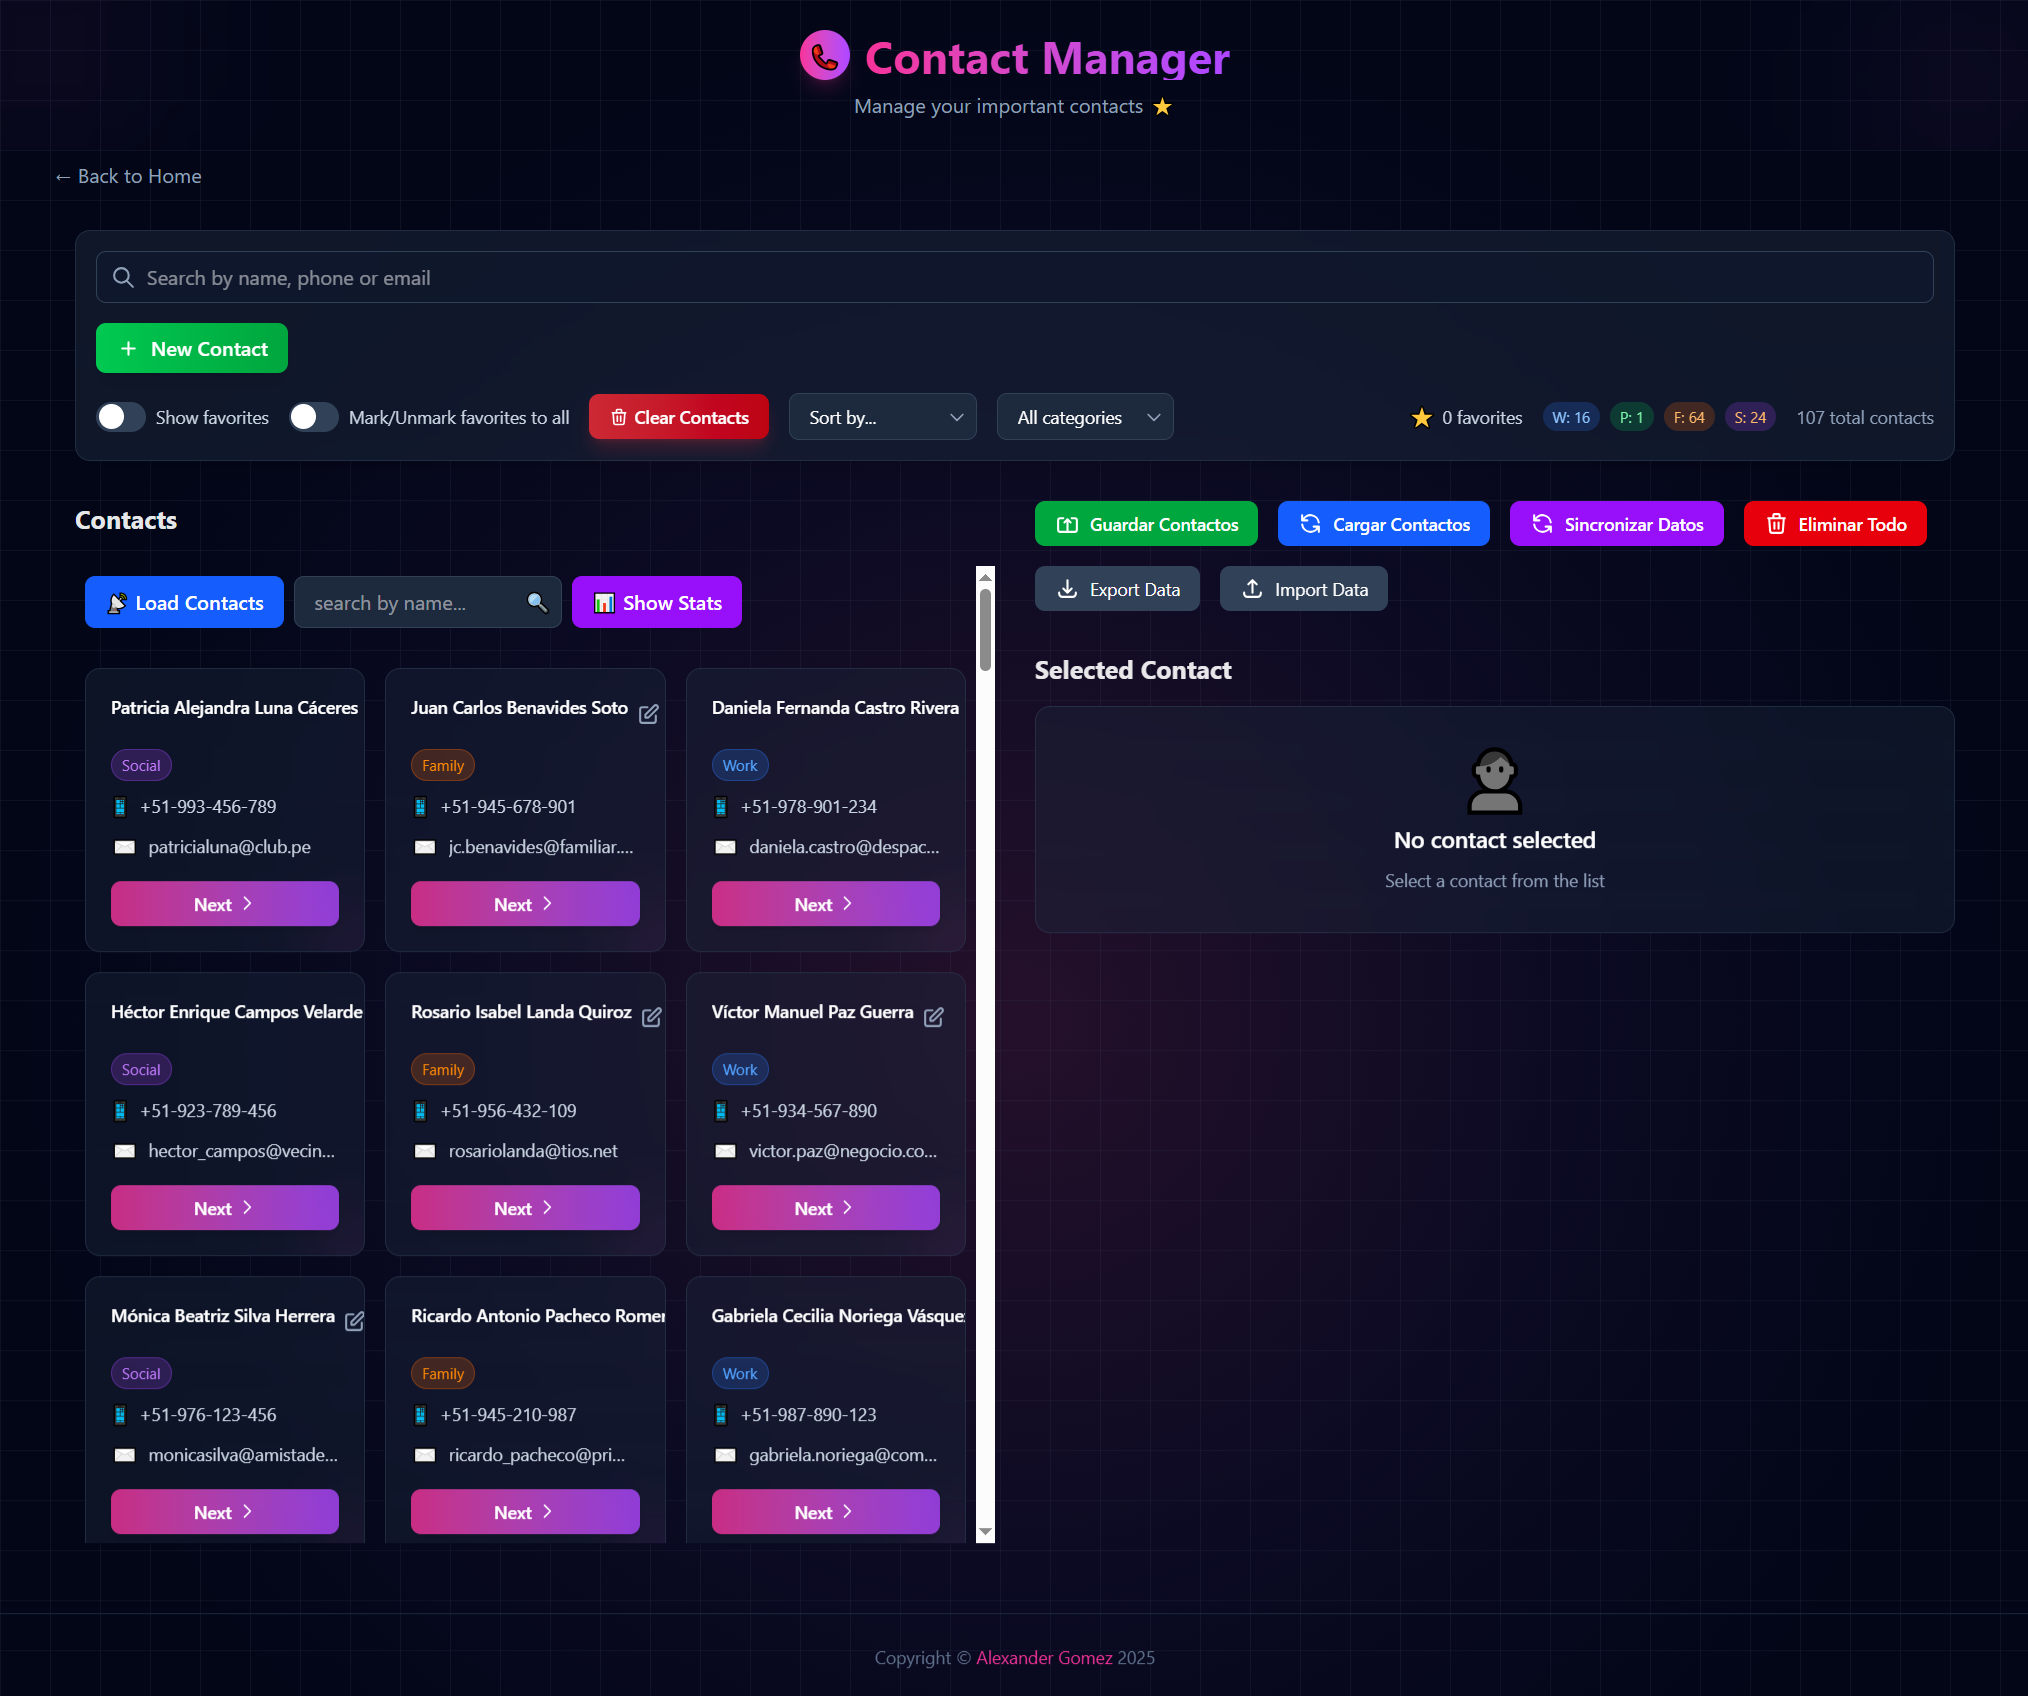 Contact Manager
Manage your important contacts
← Back to Home
Search by name, phone or email
+ New Contact
Show favorites
Mark/Unmark favorites to all
Clear Contacts
Sort by...
All categories
0 favorites
W: 16
P: 1
F: 64
S: 24
107 total contacts
Contacts
Load Contacts
search by name...
Show Stats
Patricia Alejandra Luna Cáceres
Social
+51-993-456-789
patricialuna@club.pe
Next
Juan Carlos Benavides Soto
Family
+51-945-678-901
jc.benavides@familiar....
Next
Daniela Fernanda Castro Rivera
Work
+51-978-901-234
daniela.castro@despac...
Next
Héctor Enrique Campos Velarde
Social
+51-923-789-456
hector_campos@vecin...
Next
Rosario Isabel Landa Quiroz
Family
+51-956-432-109
rosariolanda@tios.net
Next
Víctor Manuel Paz Guerra
Work
+51-934-567-890
victor.paz@negocio.co...
Next
Mónica Beatriz Silva Herrera
Social
+51-976-123-456
monicasilva@amistade...
Next
Ricardo Antonio Pacheco Romer
Family
+51-945-210-987
ricardo_pacheco@pri...
Next
Gabriela Cecilia Noriega Vásquez
Work
+51-987-890-123
gabriela.noriega@com...
Next
Guardar Contactos
Cargar Contactos
Sincronizar Datos
Eliminar Todo
Export Data
Import Data
Selected Contact
No contact selected
Select a contact from the list
Copyright © Alexander Gomez 2025